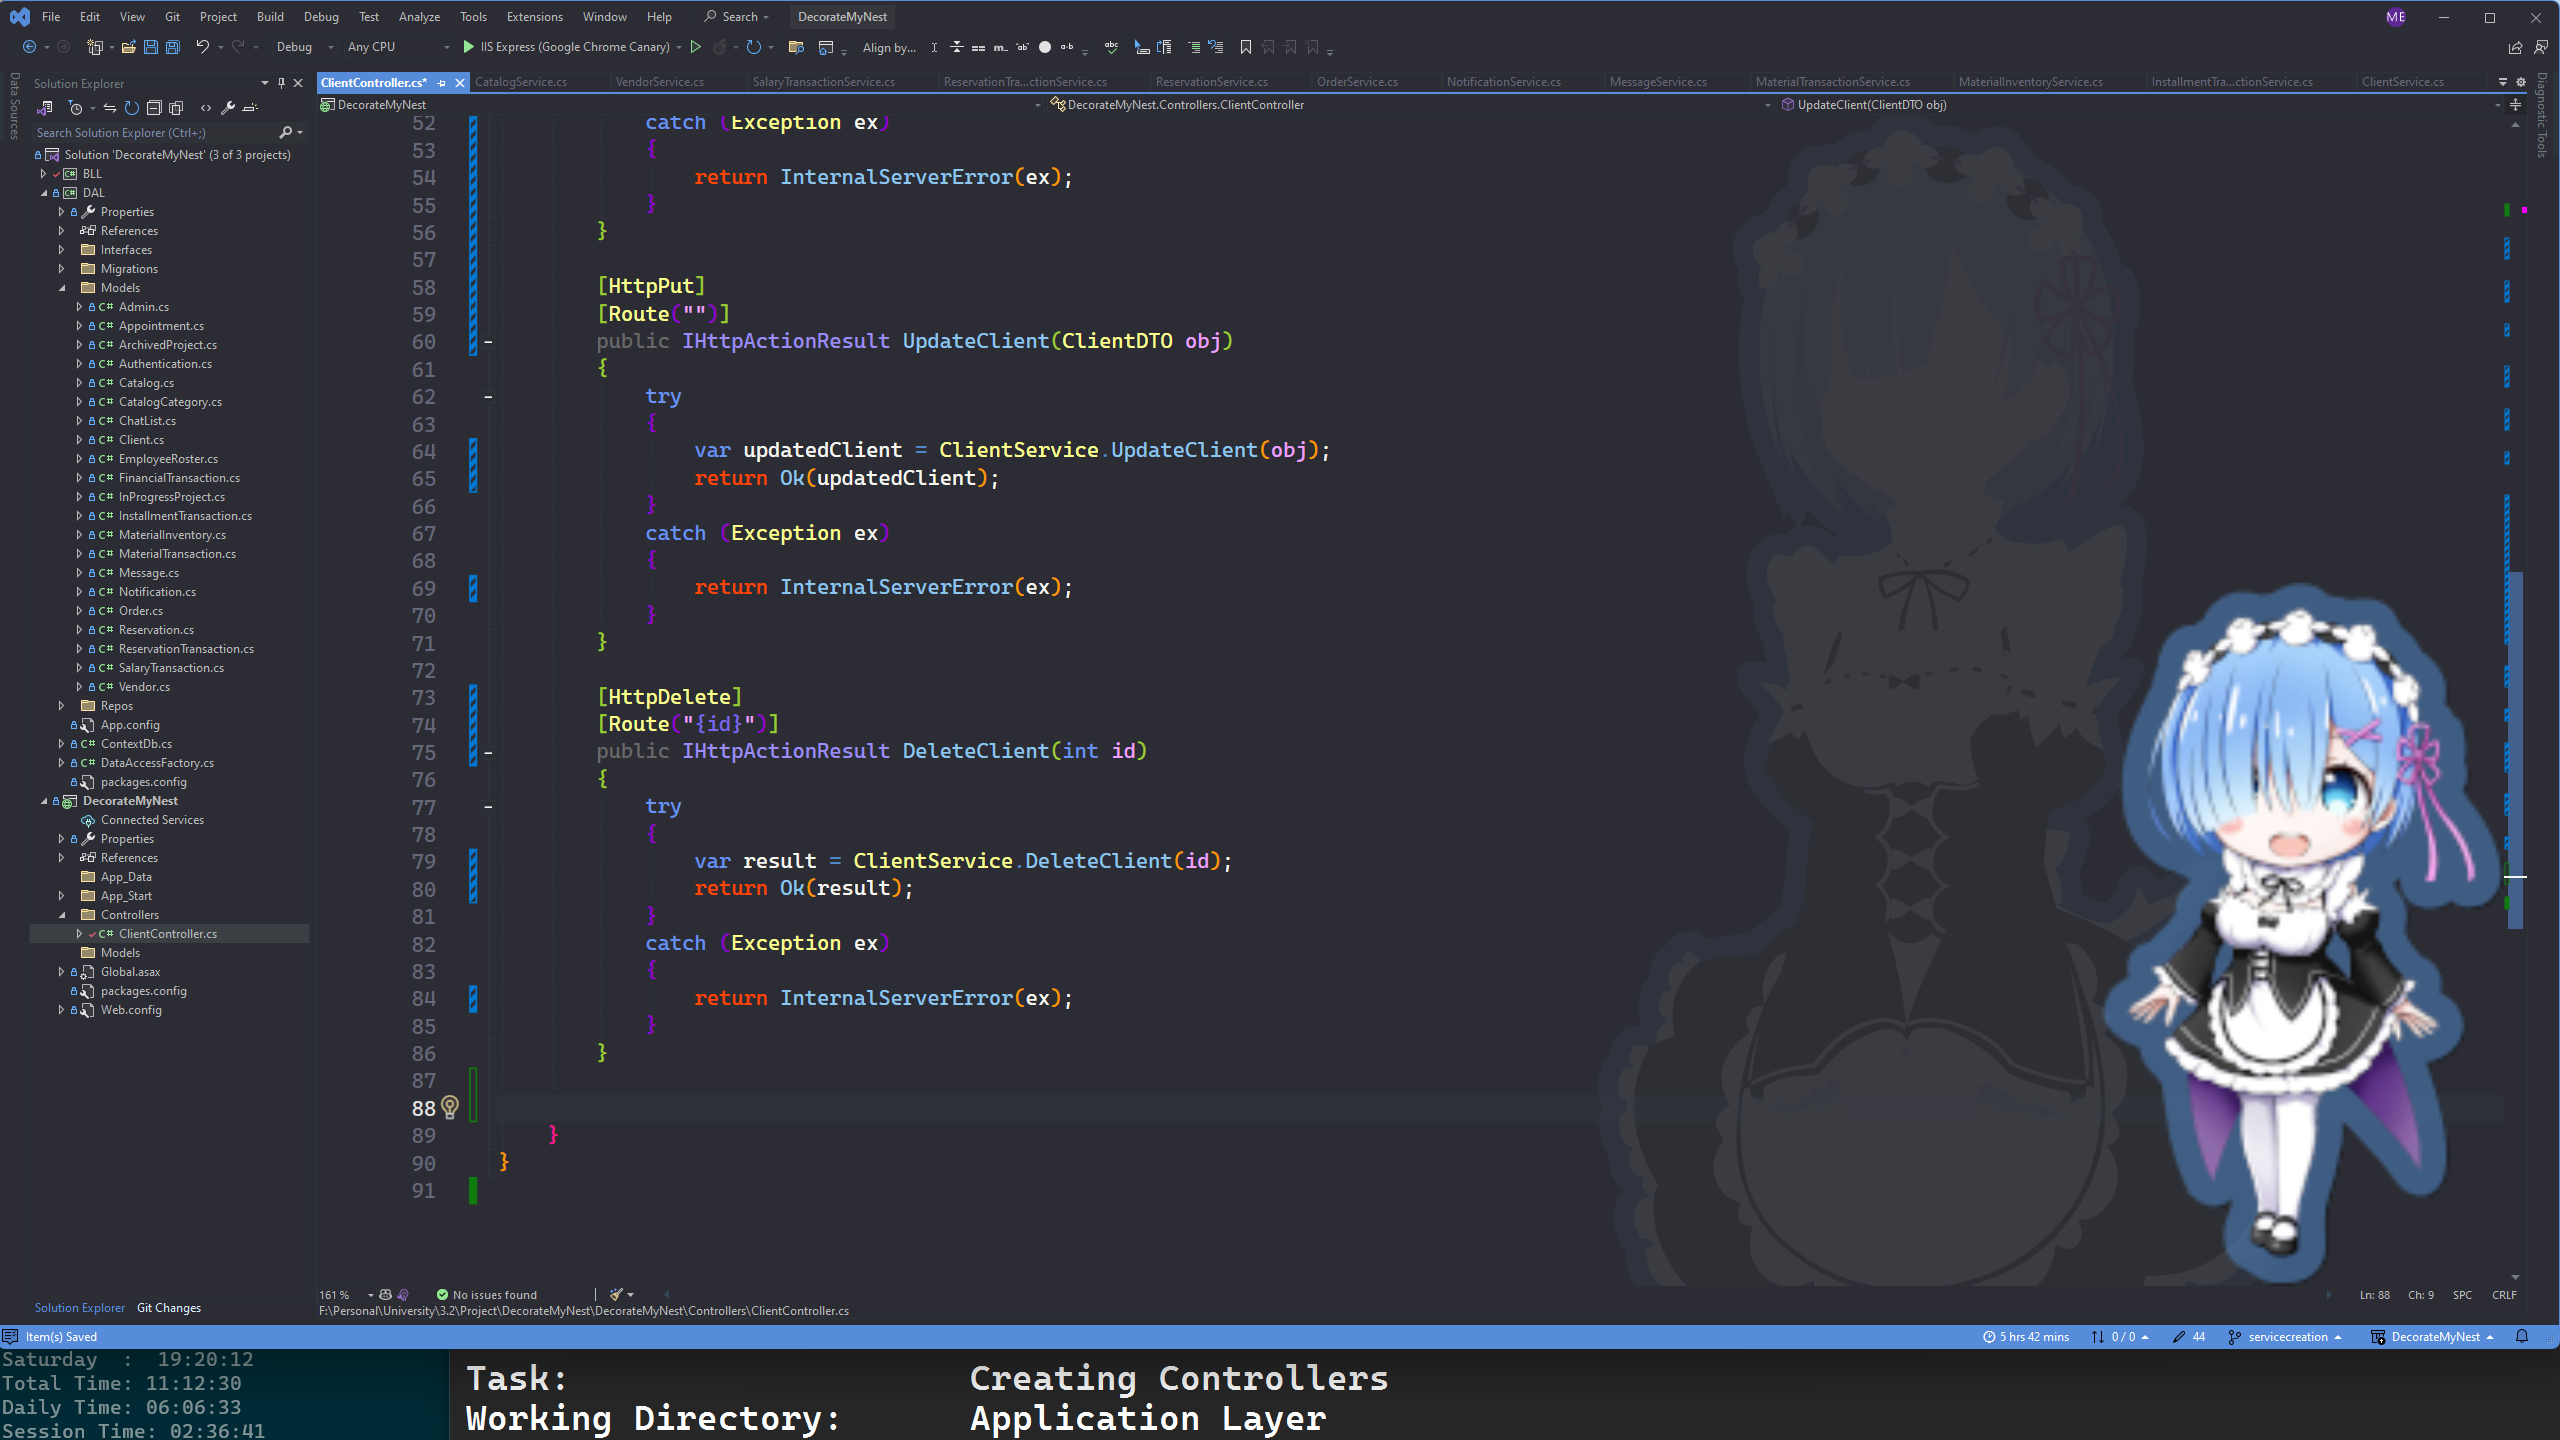 File Edit View Git Project Build Debug Test Analyze Tools Extensions Window Help Search DecorateMyNest ME
Debug Any CPU IIS Express (Google Chrome Canary) Align by...
Data Sources
Solution Explorer
Search Solution Explorer (Ctrl+;)
Solution 'DecorateMyNest' (3 of 3 projects)
BLL
DAL
Properties
References
Interfaces
Migrations
Models
C# Admin.cs
C# Appointment.cs
C# ArchivedProject.cs
C# Authentication.cs
C# Catalog.cs
C# CatalogCategory.cs
C# ChatList.cs
C# Client.cs
C# EmployeeRoster.cs
C# FinancialTransaction.cs
C# InProgressProject.cs
C# InstallmentTransaction.cs
C# MaterialInventory.cs
C# MaterialTransaction.cs
C# Message.cs
C# Notification.cs
C# Order.cs
C# Reservation.cs
C# ReservationTransaction.cs
C# SalaryTransaction.cs
C# Vendor.cs
Repos
App.config
C# ContextDb.cs
C# DataAccessFactory.cs
packages.config
DecorateMyNest
Connected Services
Properties
References
App_Data
App_Start
Controllers
C# ClientController.cs
Models
Global.asax
packages.config
Web.config
Solution Explorer Git Changes
ClientController.cs* CatalogService.cs VendorService.cs SalaryTransactionService.cs ReservationTra...ctionService.cs ReservationService.cs OrderService.cs NotificationService.cs MessageService.cs MaterialTransactionService.cs MaterialInventoryService.cs InstallmentTra...ctionService.cs ClientService.cs
DecorateMyNest DecorateMyNest.Controllers.ClientController UpdateClient(ClientDTO obj)
Diagnostic Tools
52 catch (Exception ex)
53 {
54 return InternalServerError(ex);
55 }
56 }
57
58 [HttpPut]
59 [Route("")]
60 public IHttpActionResult UpdateClient(ClientDTO obj)
61 {
62 try
63 {
64 var updatedClient = ClientService.UpdateClient(obj);
65 return Ok(updatedClient);
66 }
67 catch (Exception ex)
68 {
69 return InternalServerError(ex);
70 }
71 }
72
73 [HttpDelete]
74 [Route("{id}")]
75 public IHttpActionResult DeleteClient(int id)
76 {
77 try
78 {
79 var result = ClientService.DeleteClient(id);
80 return Ok(result);
81 }
82 catch (Exception ex)
83 {
84 return InternalServerError(ex);
85 }
86 }
87
88
89 }
90 }
91
161 % No issues found Ln: 88 Ch: 9 SPC CRLF
F:\Personal\University\3.2\Project\DecorateMyNest\DecorateMyNest\Controllers\ClientController.cs
Item(s) Saved 5 hrs 42 mins 0 / 0 44 servicecreation DecorateMyNest
Saturday : 19:20:12
Total Time: 11:12:30
Daily Time: 06:06:33
Session Time: 02:36:41
Task: Creating Controllers
Working Directory: Application Layer